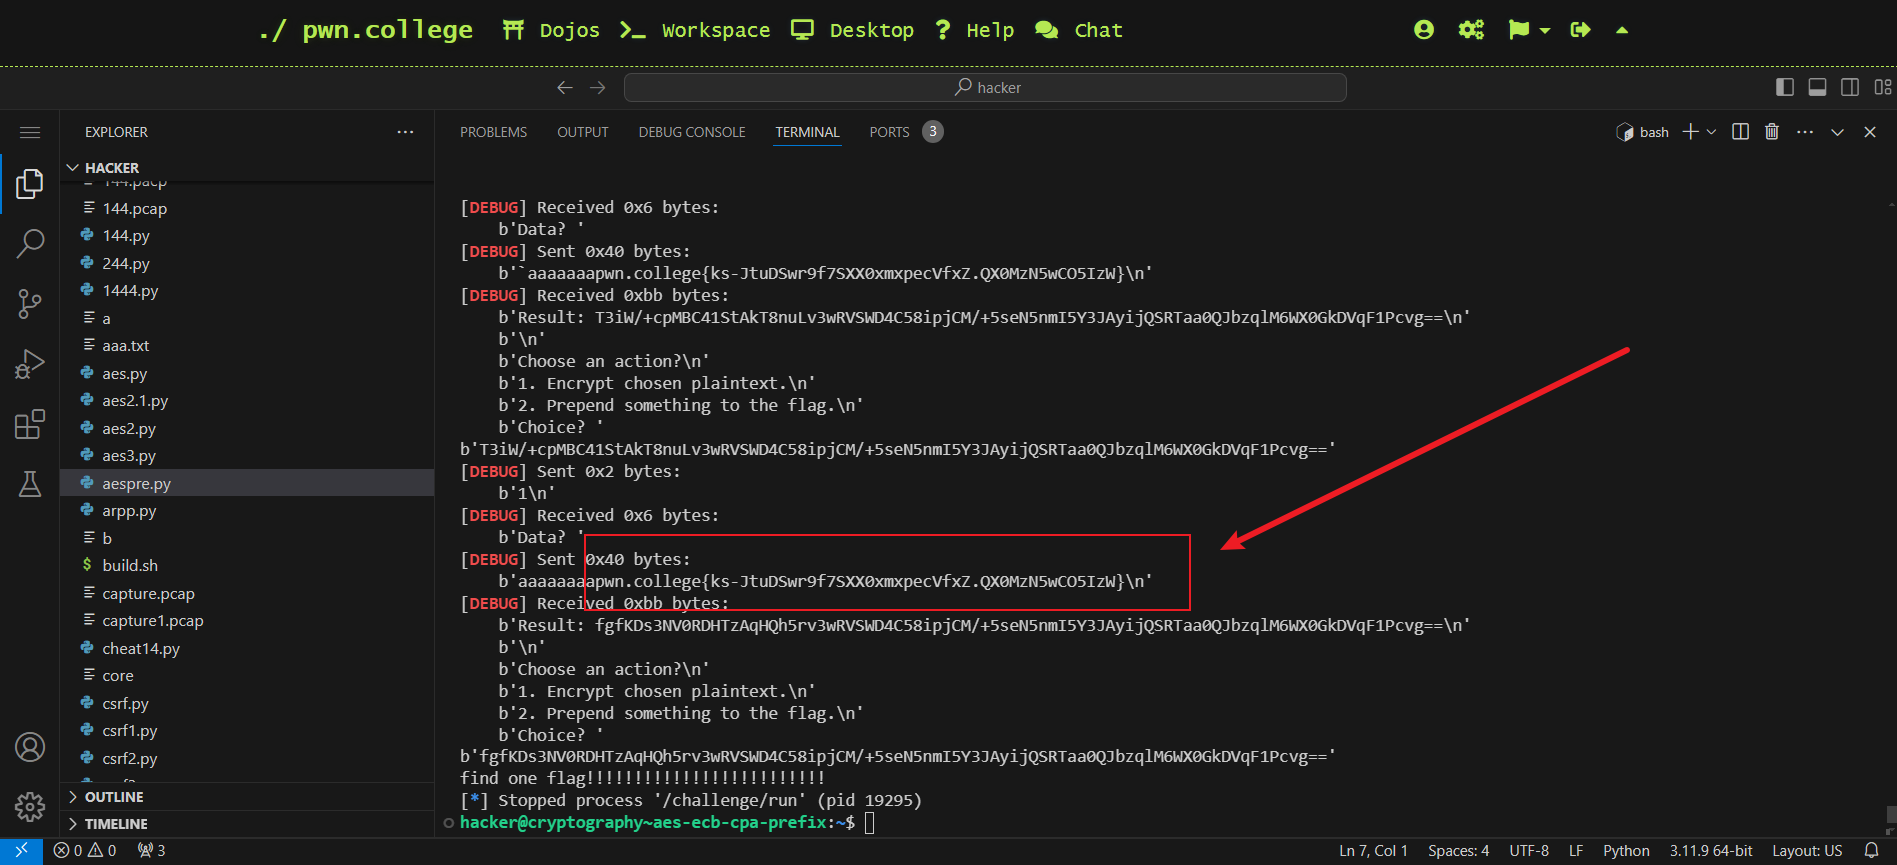 ./ pwn.college Dojos Workspace Desktop ? Help Chat
hacker
EXPLORER
PROBLEMS OUTPUT DEBUG CONSOLE TERMINAL PORTS 3
bash
HACKER
144.pacp
144.pcap
144.py
244.py
1444.py
a
aaa.txt
aes.py
aes2.1.py
aes2.py
aes3.py
aespre.py
arpp.py
b
$ build.sh
capture.pcap
capture1.pcap
cheat14.py
core
csrf.py
csrf1.py
csrf2.py
OUTLINE
TIMELINE
[DEBUG] Received 0x6 bytes:
b'Data? '
[DEBUG] Sent 0x40 bytes:
b'`aaaaaaapwn.college{ks-JtuDSwr9f7SXX0xmxpecVfxZ.QX0MzN5wCO5IzW}\n'
[DEBUG] Received 0xbb bytes:
b'Result: T3iW/+cpMBC41StAkT8nuLv3wRVSWD4C58ipjCM/+5seN5nmI5Y3JAyijQSRTaa0QJbzqlM6WX0GkDVqF1Pcvg==\n'
b'\n'
b'Choose an action?\n'
b'1. Encrypt chosen plaintext.\n'
b'2. Prepend something to the flag.\n'
b'Choice? '
b'T3iW/+cpMBC41StAkT8nuLv3wRVSWD4C58ipjCM/+5seN5nmI5Y3JAyijQSRTaa0QJbzqlM6WX0GkDVqF1Pcvg=='
[DEBUG] Sent 0x2 bytes:
b'1\n'
[DEBUG] Received 0x6 bytes:
b'Data? '
[DEBUG] Sent 0x40 bytes:
b'aaaaaaaapwn.college{ks-JtuDSwr9f7SXX0xmxpecVfxZ.QX0MzN5wCO5IzW}\n'
[DEBUG] Received 0xbb bytes:
b'Result: fgfKDs3NV0RDHTzAqHQh5rv3wRVSWD4C58ipjCM/+5seN5nmI5Y3JAyijQSRTaa0QJbzqlM6WX0GkDVqF1Pcvg==\n'
b'\n'
b'Choose an action?\n'
b'1. Encrypt chosen plaintext.\n'
b'2. Prepend something to the flag.\n'
b'Choice? '
b'fgfKDs3NV0RDHTzAqHQh5rv3wRVSWD4C58ipjCM/+5seN5nmI5Y3JAyijQSRTaa0QJbzqlM6WX0GkDVqF1Pcvg=='
find one flag!!!!!!!!!!!!!!!!!!!!!!!!!
[*] Stopped process '/challenge/run' (pid 19295)
hacker@cryptography~aes-ecb-cpa-prefix:~$
0 0 3
Ln 7, Col 1 Spaces: 4 UTF-8 LF Python 3.11.9 64-bit Layout: US